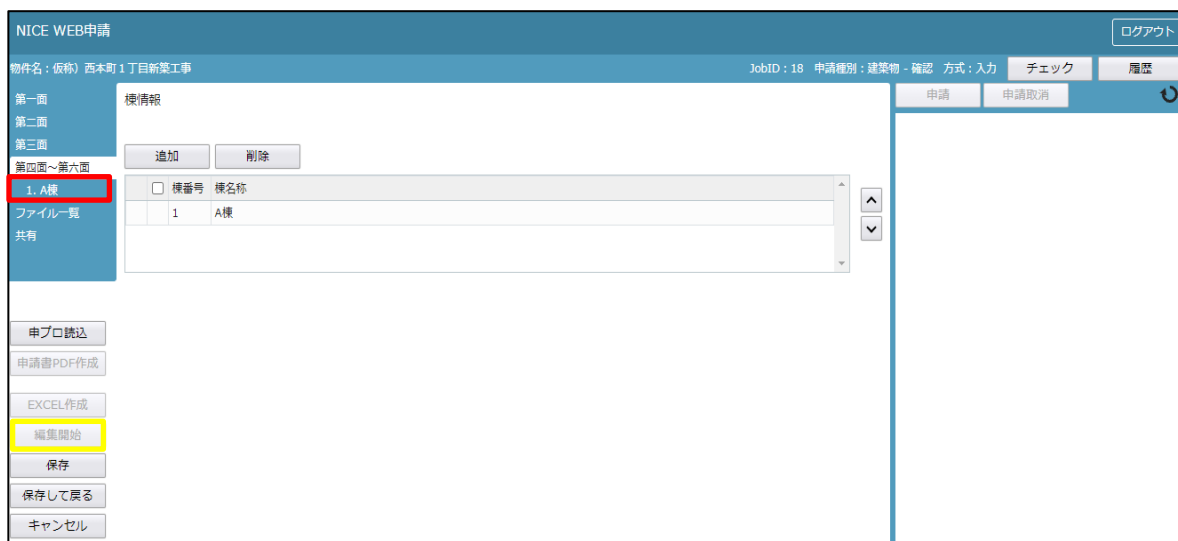 NICE WEB申請
ログアウト
物件名：仮称）西本町１丁目新築工事
JobID：18 申請種別：建築物 - 確認 方式：入力
チェック
履歴
第一面
第二面
第三面
第四面～第六面
1. A棟
ファイル一覧
共有
棟情報
追加
削除
棟番号 棟名称
1 A棟
申請
申請取消
申プロ読込
申請書PDF作成
EXCEL作成
編集開始
保存
保存して戻る
キャンセル